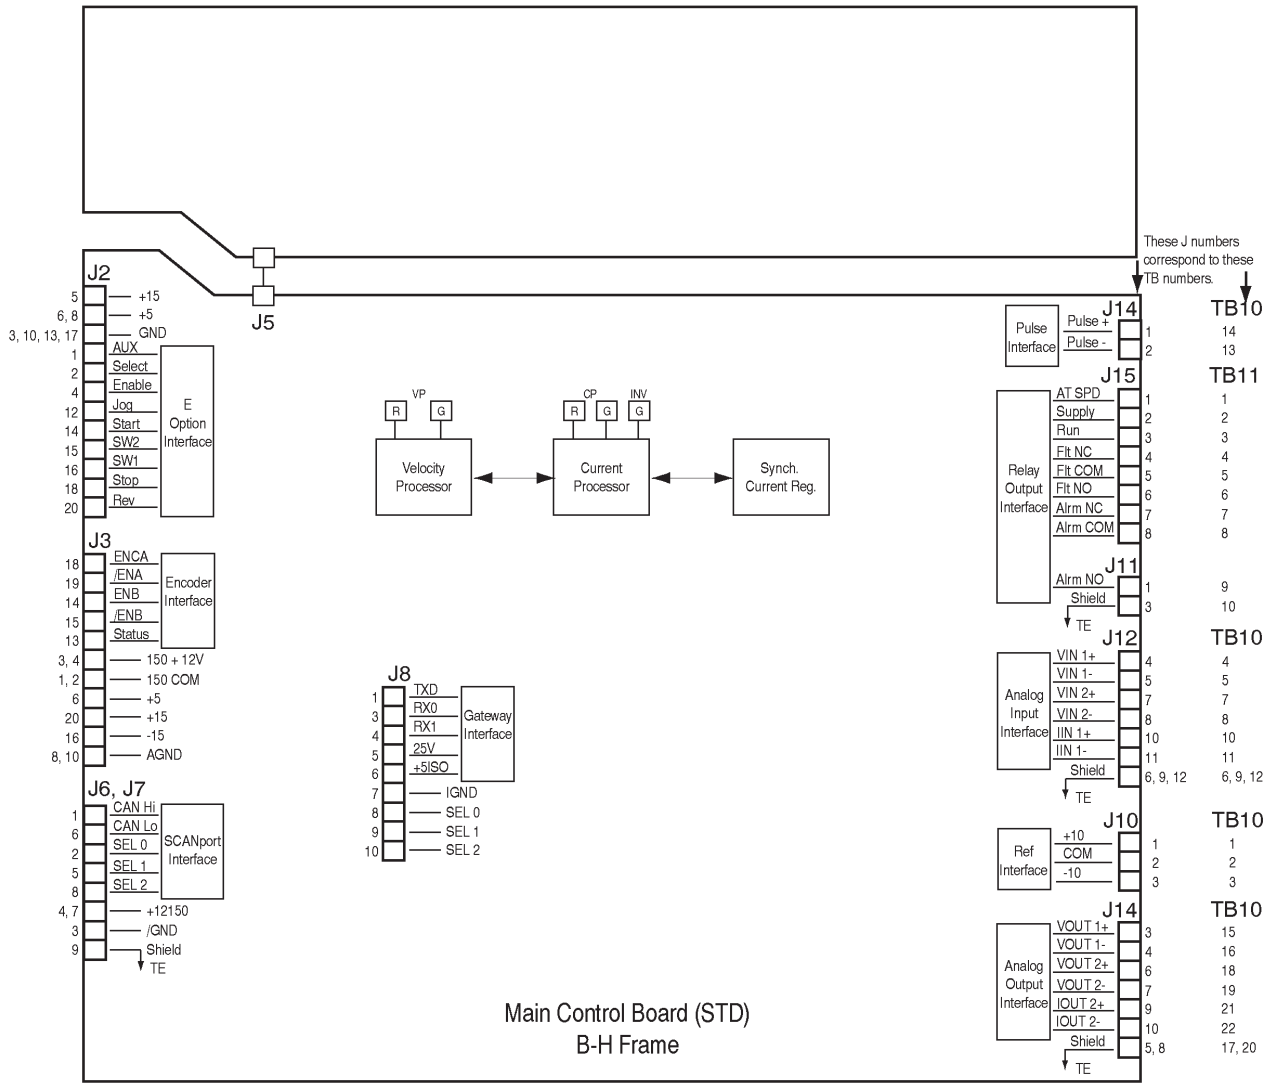 These J numbers
correspond to these
TB numbers.
J2
5 +15
6, 8 +5
3, 10, 13, 17 GND
1 AUX
2 Select
4 Enable
12 Jog
14 Start
15 SW2
16 SW1
18 Stop
20 Rev
E
Option
Interface
J5
J3
18 ENCA
19 /ENA
14 ENB
15 /ENB
13 Status
Encoder
Interface
3, 4 150 + 12V
1, 2 150 COM
6 +5
20 +15
16 -15
8, 10 AGND
J6, J7
1 CAN Hi
6 CAN Lo
2 SEL 0
5 SEL 1
8 SEL 2
SCANport
Interface
4, 7 +12150
3 /GND
9 Shield
TE
VP
R G
Velocity
Processor
CP INV
R G G
Current
Processor
Synch.
Current Reg.
J8
1 TXD
3 RX0
4 RX1
5 25V
6 +5ISO
Gateway
Interface
7 IGND
8 SEL 0
9 SEL 1
10 SEL 2
J14 TB10
Pulse
Interface
Pulse + 1 14
Pulse - 2 13
J15 TB11
AT SPD 1 1
Supply 2 2
Run 3 3
Flt NC 4 4
Flt COM 5 5
Flt NO 6 6
Alrm NC 7 7
Alrm COM 8 8
Relay
Output
Interface
J11
Alrm NO 1 9
Shield 3 10
TE
J12 TB10
VIN 1+ 4 4
VIN 1- 5 5
VIN 2+ 7 7
VIN 2- 8 8
IIN 1+ 10 10
IIN 1- 11 11
Shield 6, 9, 12 6, 9, 12
TE
Analog
Input
Interface
J10 TB10
+10 1 1
COM 2 2
-10 3 3
Ref
Interface
J14 TB10
VOUT 1+ 3 15
VOUT 1- 4 16
VOUT 2+ 6 18
VOUT 2- 7 19
IOUT 2+ 9 21
IOUT 2- 10 22
Shield 5, 8 17, 20
TE
Analog
Output
Interface
Main Control Board (STD)
B-H Frame